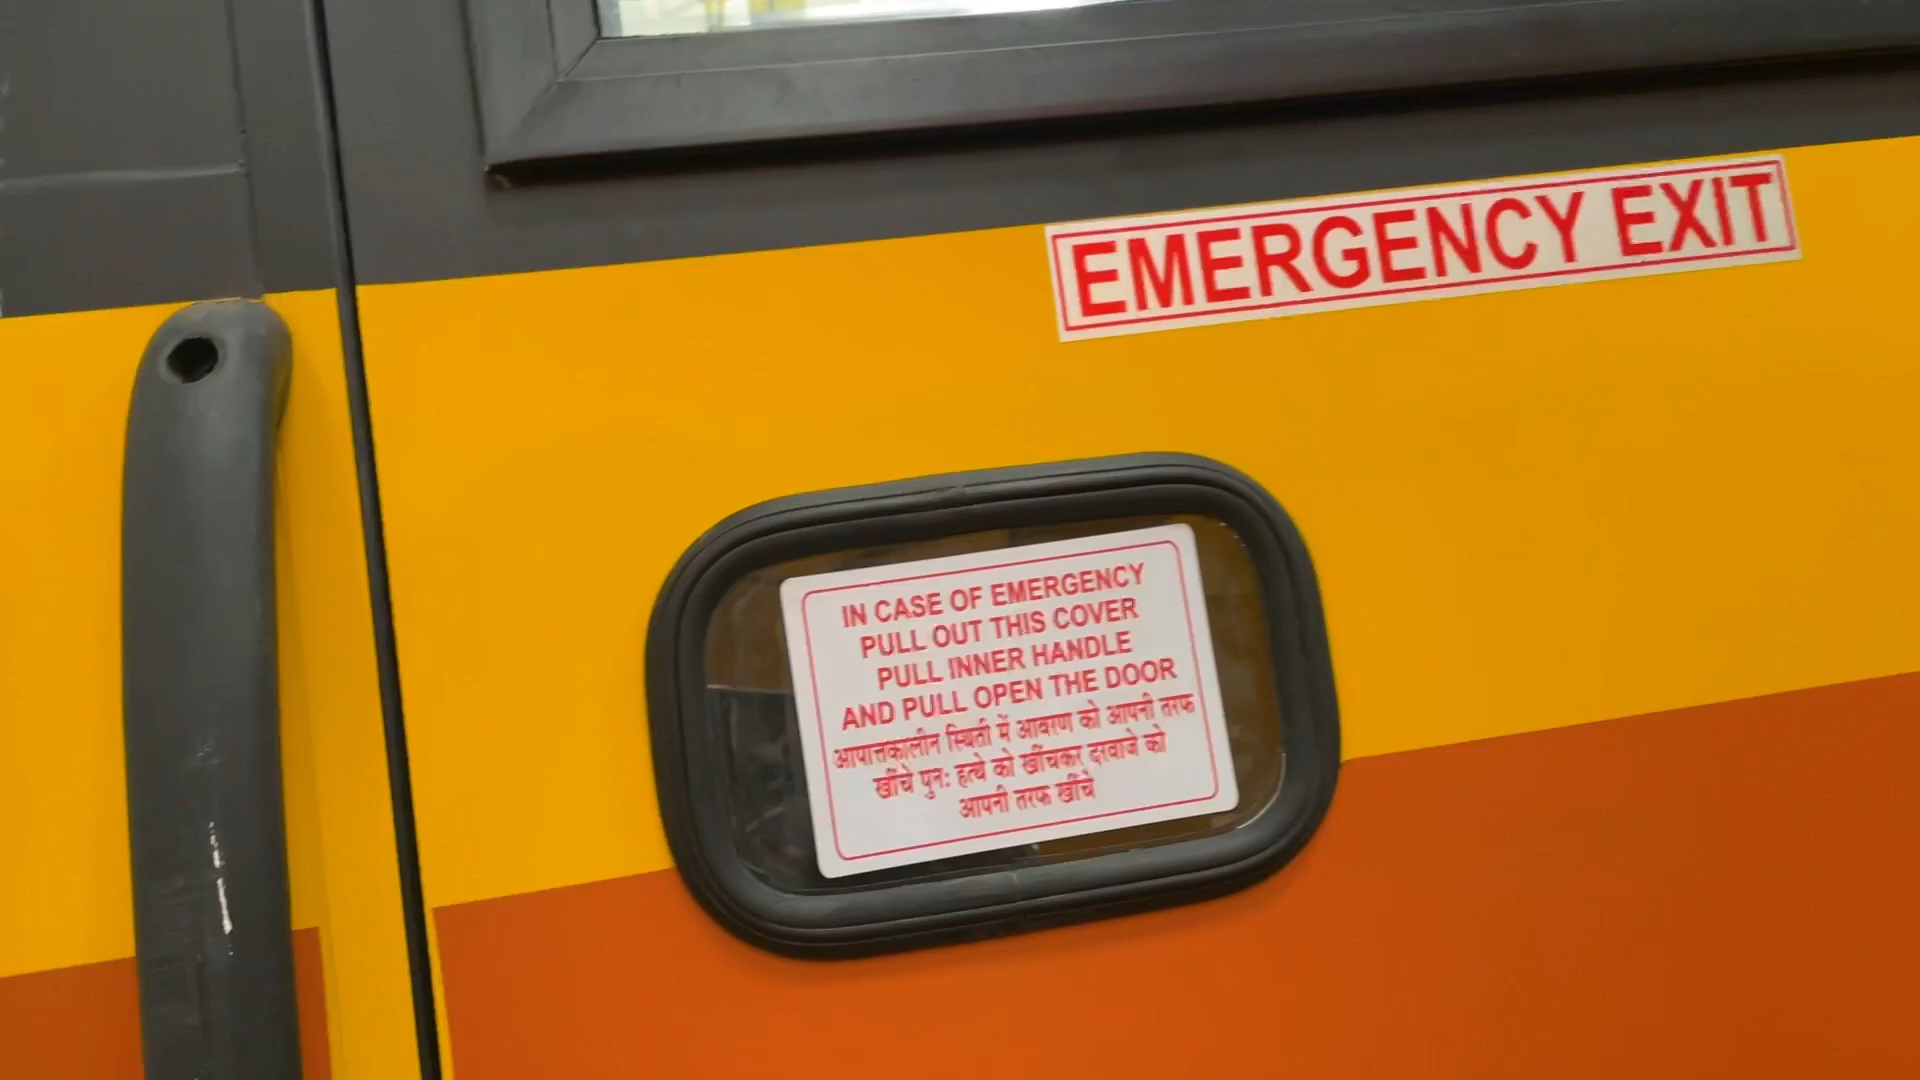 EMERGENCY EXIT
IN CASE OF EMERGENCY
PULL OUT THIS COVER
PULL INNER HANDLE
AND PULL OPEN THE DOOR
आपात्तकालीन स्थिती में आवरण को आपनी तरफ
खींचे पुन: हत्थे को खींचकर दरवाजे को
आपनी तरफ खींचे